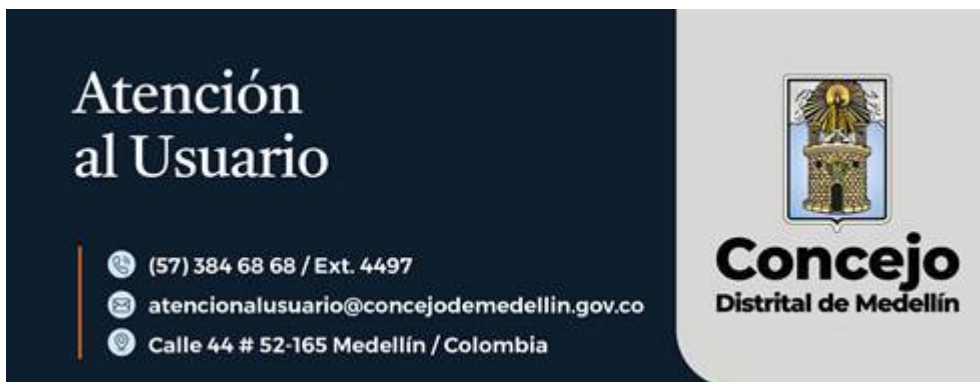 Atención
al Usuario
(57) 384 68 68 / Ext. 4497
atencionalusuario@concejodemedellin.gov.co
Calle 44 # 52-165 Medellín / Colombia
Concejo
Distrital de Medellín